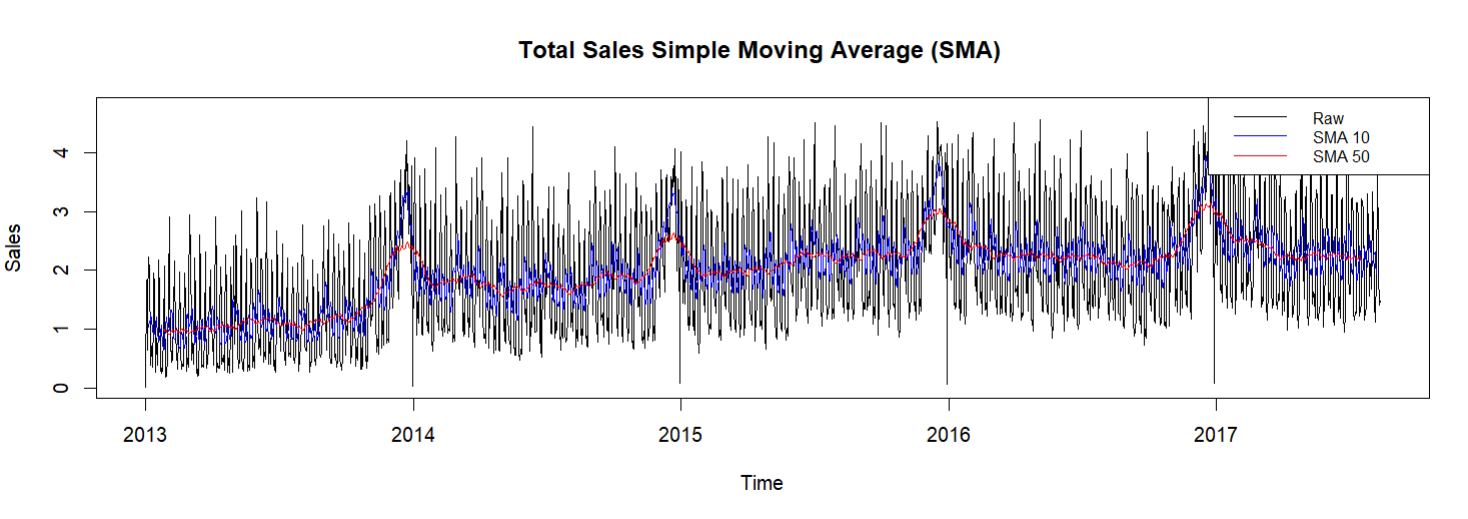 Total Sales Simple Moving Average (SMA)
Raw
SMA 10
SMA 50
Sales
4
3
2
1
0
2013 2014 2015 2016 2017
Time